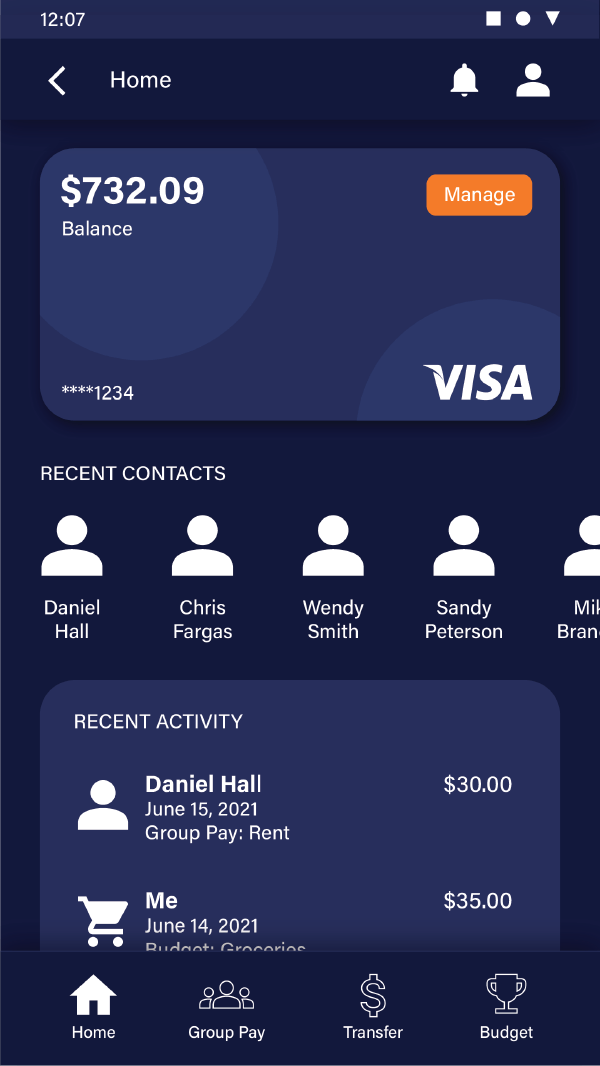 12:07
Home
$732.09
Manage
Balance
****1234
VISA
RECENT CONTACTS
Daniel
Hall
Chris
Fargas
Wendy
Smith
Sandy
Peterson
Mik
Bran
RECENT ACTIVITY
Daniel Hall
$30.00
June 15, 2021
Group Pay: Rent
Me
$35.00
June 14, 2021
Budget: Groceries
Home
Group Pay
Transfer
Budget